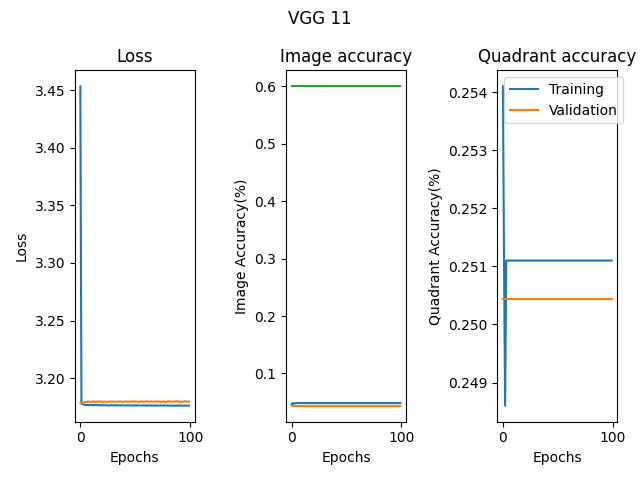 VGG 11
Loss
Image accuracy
Quadrant accuracy
Loss
3.45
3.40
3.35
3.30
3.25
3.20
0
100
Epochs
Image Accuracy(%)
0.6
0.5
0.4
0.3
0.2
0.1
0
100
Epochs
Quadrant Accuracy(%)
0.254
0.253
0.252
0.251
0.250
0.249
0
100
Epochs
Training
Validation